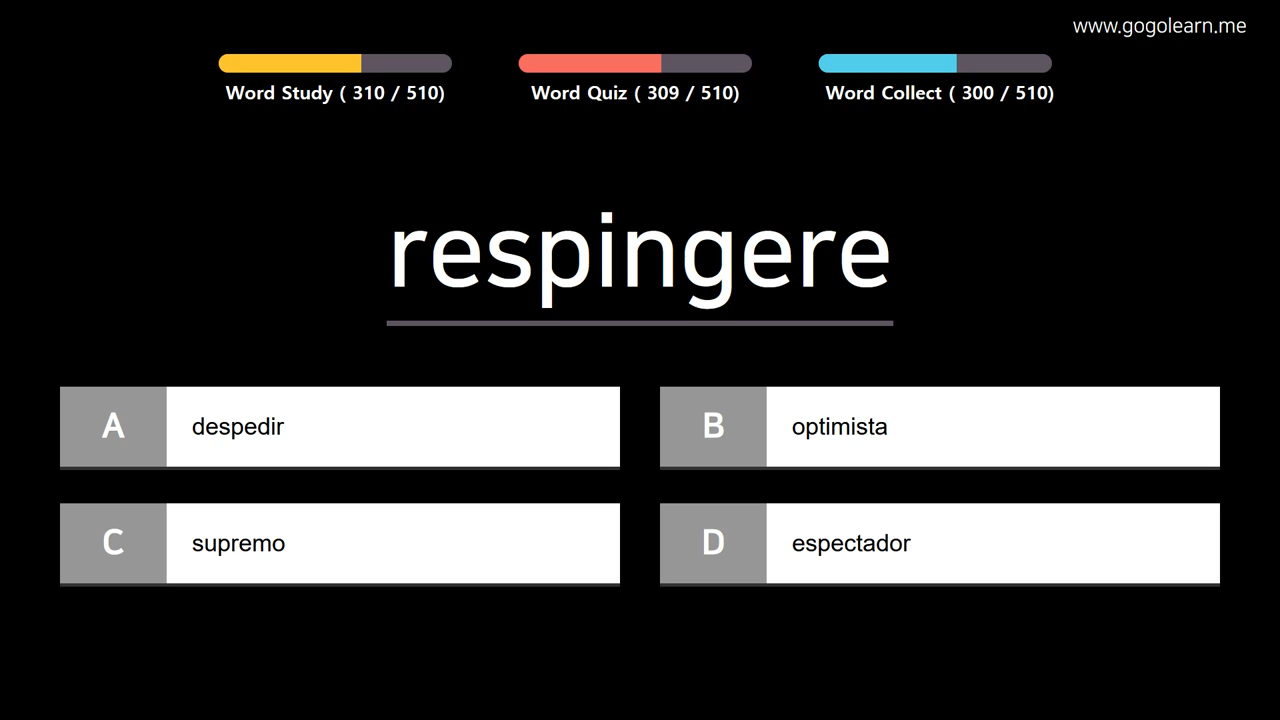 www.gogolearn.me
Word Study ( 310 / 510)
Word Quiz ( 309 / 510)
Word Collect ( 300 / 510)
respingere
A
despedir
B
optimista
C
supremo
D
espectador